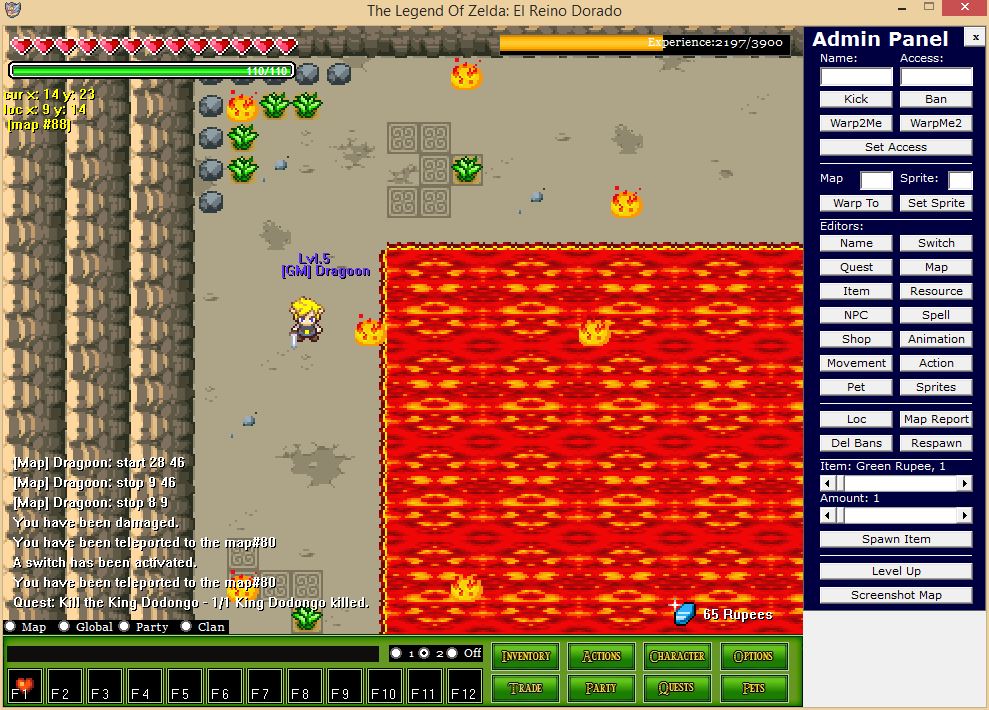 The Legend Of Zelda: El Reino Dorado
Experience:2197/3900
110/110
cur x: 14 y: 23
loc x: 9 y: 14
[map #88]
Lvl.5
[GM] Dragoon
[Map] Dragoon: start 28 46
[Map] Dragoon: stop 9 46
[Map] Dragoon: stop 8 9
You have been damaged.
You have been teleported to the map#80
A switch has been activated.
You have been teleported to the map#80
Quest: Kill the King Dodongo - 1/1 King Dodongo killed.
65 Rupees
Map Global Party Clan
1 2 Off
F1 F2 F3 F4 F5 F6 F7 F8 F9 F10 F11 F12
Inventory Actions Character Options
Trade Party Quests Pets
Admin Panel x
Name: Access:
Kick Ban
Warp2Me WarpMe2
Set Access
Map Sprite:
Warp To Set Sprite
Editors:
Name Switch
Quest Map
Item Resource
NPC Spell
Shop Animation
Movement Action
Pet Sprites
Loc Map Report
Del Bans Respawn
Item: Green Rupee, 1
Amount: 1
Spawn Item
Level Up
Screenshot Map